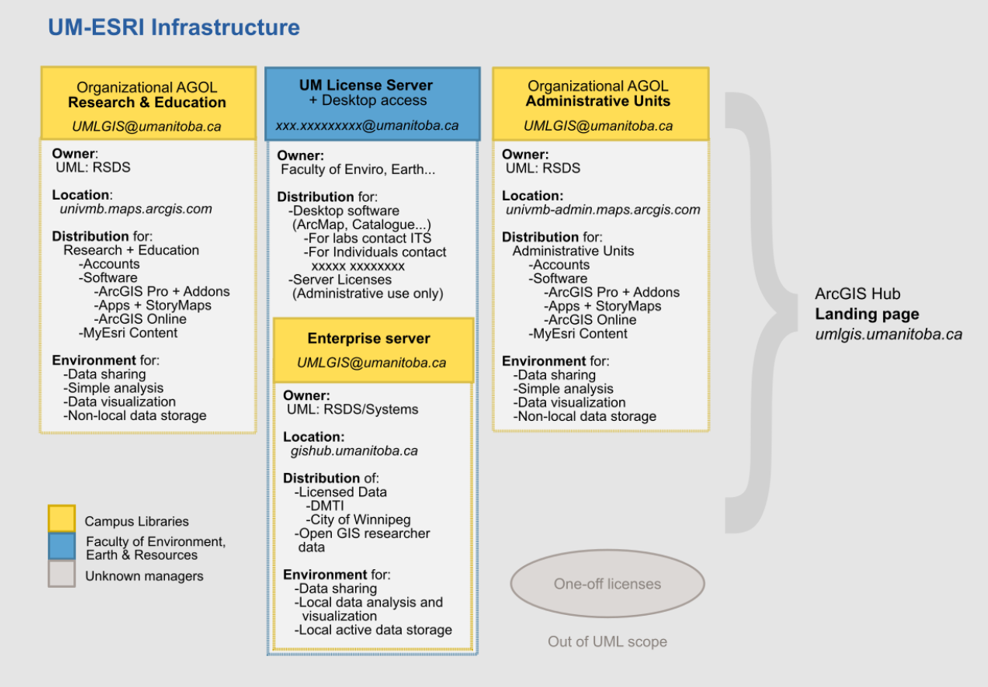 UM-ESRI Infrastructure
Organizational AGOL
Research & Education
UMLGIS@umanitoba.ca
Owner:
UML: RSDS
Location:
univmb.maps.arcgis.com
Distribution for:
Research + Education
-Accounts
-Software
-ArcGIS Pro + Addons
-Apps + StoryMaps
-ArcGIS Online
-MyEsri Content
Environment for:
-Data sharing
-Simple analysis
-Data visualization
-Non-local data storage
UM License Server
+ Desktop access
xxx.xxxxxxxxx@umanitoba.ca
Owner:
Faculty of Enviro, Earth...
Distribution for:
-Desktop software
(ArcMap, Catalogue...)
-For labs contact ITS
-For Individuals contact
xxxxx xxxxxxxx
-Server Licenses
(Administrative use only)
Enterprise server
UMLGIS@umanitoba.ca
Owner:
UML: RSDS/Systems
Location:
gishub.umanitoba.ca
Distribution of:
-Licensed Data
-DMTI
-City of Winnipeg
-Open GIS researcher
data
Environment for:
-Data sharing
-Local data analysis and
visualization
-Local active data storage
Organizational AGOL
Administrative Units
UMLGIS@umanitoba.ca
Owner:
UML: RSDS
Location:
univmb-admin.maps.arcgis.com
Distribution for:
Administrative Units
-Accounts
-Software
-ArcGIS Pro + Addons
-Apps + StoryMaps
-ArcGIS Online
-MyEsri Content
Environment for:
-Data sharing
-Simple analysis
-Data visualization
-Non-local data storage
ArcGIS Hub
Landing page
umlgis.umanitoba.ca
Campus Libraries
Faculty of Environment,
Earth & Resources
Unknown managers
One-off licenses
Out of UML scope